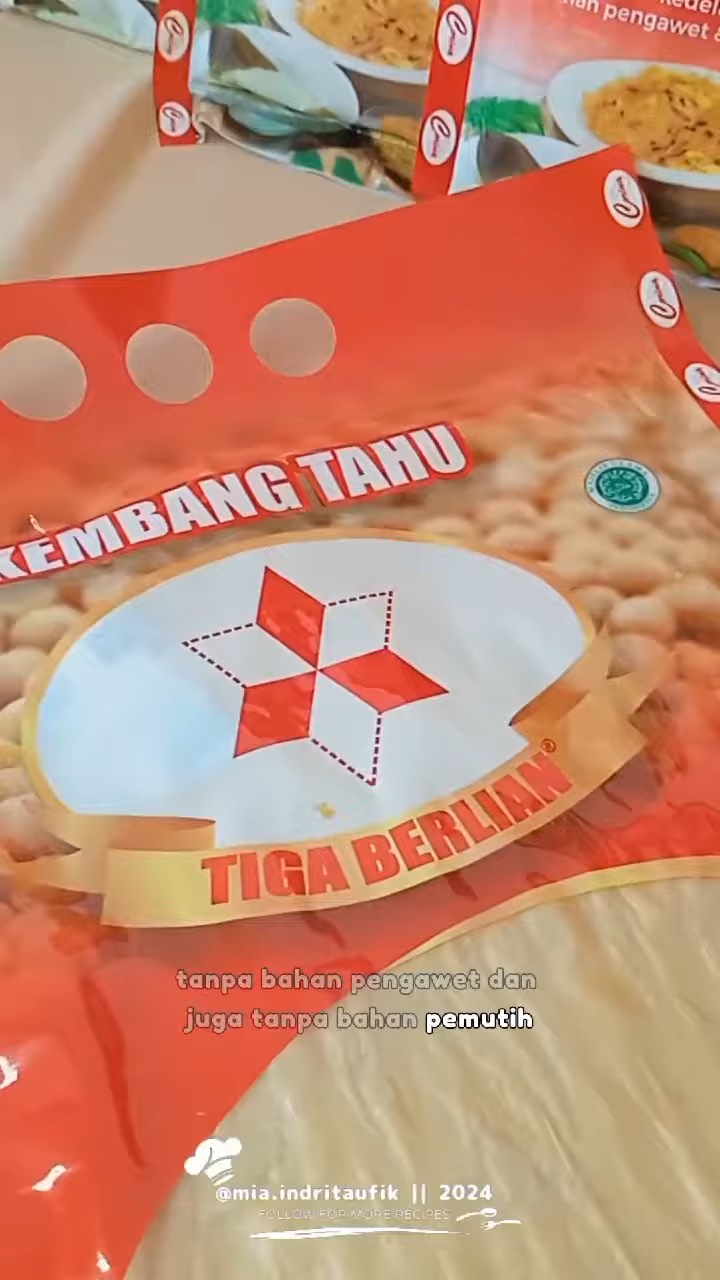 han pengawet &
KEMBANG TAHU
TIGA BERLIAN®
tanpa bahan pengawet dan
juga tanpa bahan pemutih
@mia.indritaufik || 2024
FOLLOW FOR MORE RECIPES